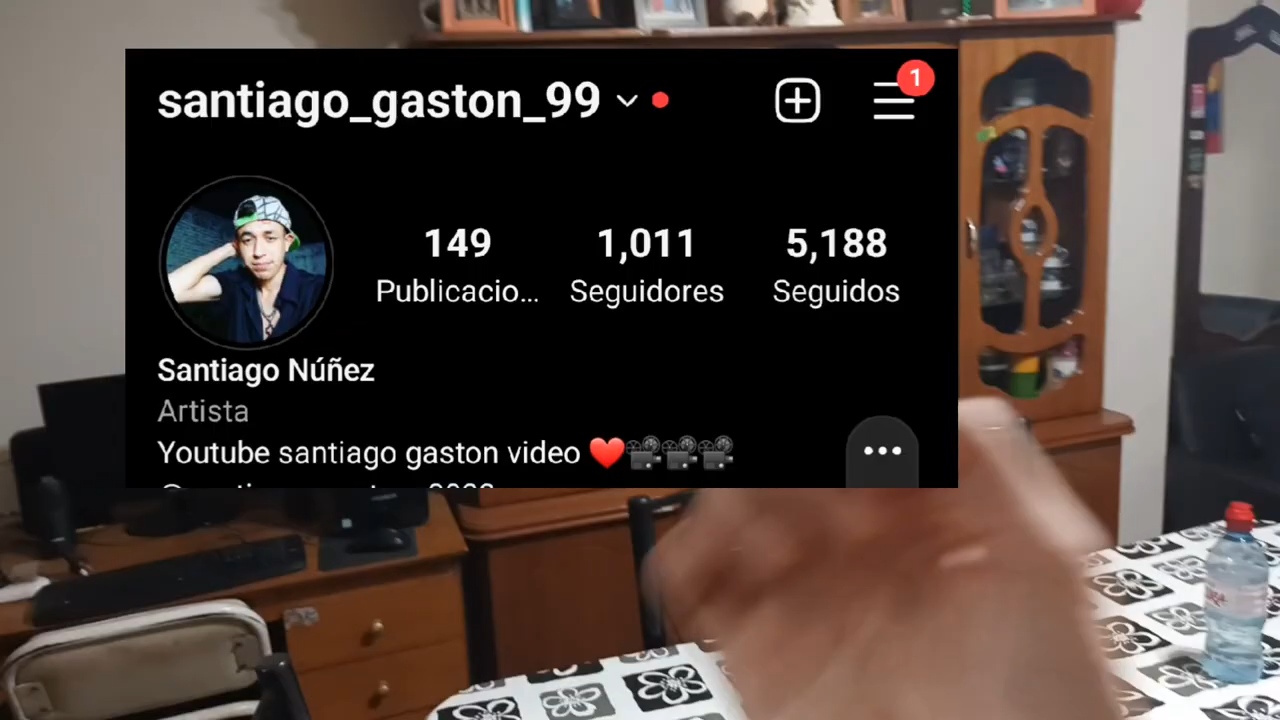 santiago_gaston_99
1
149
1,011
5,188
Publicacio...
Seguidores
Seguidos
Santiago Núñez
Artista
Youtube santiago gaston video ❤️🎥🎥🎥